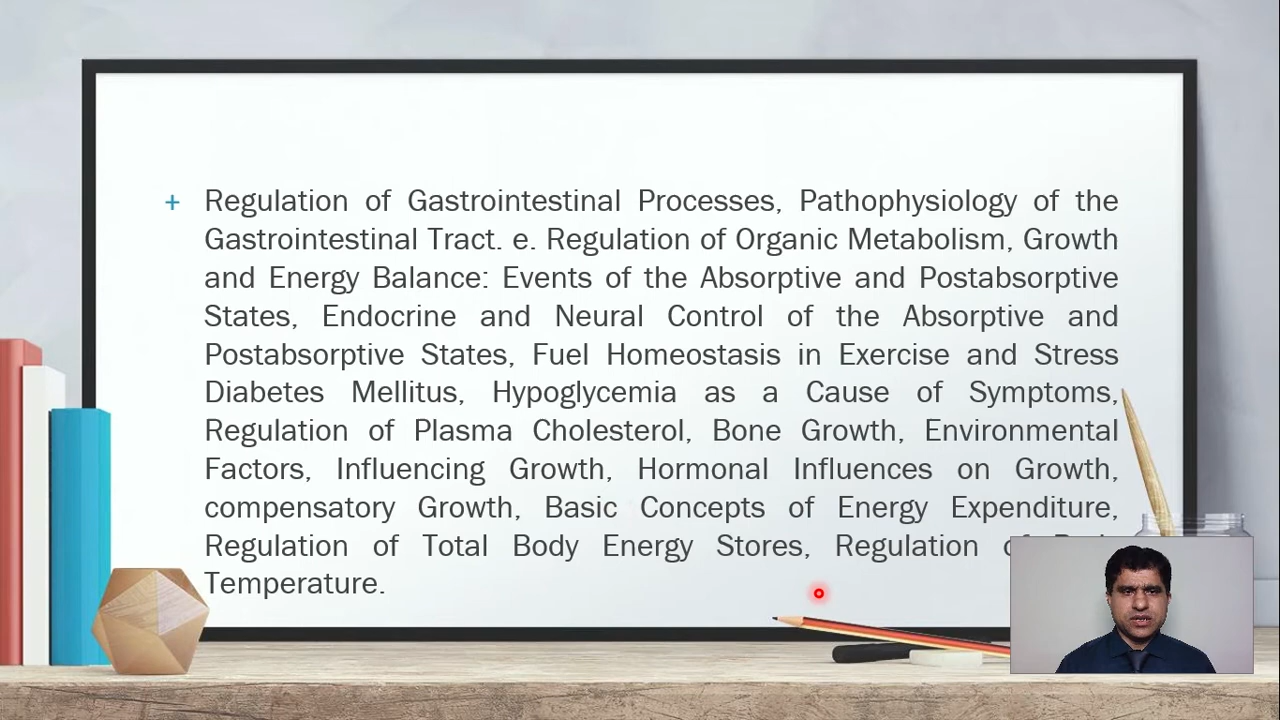 + Regulation of Gastrointestinal Processes, Pathophysiology of the
Gastrointestinal Tract. e. Regulation of Organic Metabolism, Growth
and Energy Balance: Events of the Absorptive and Postabsorptive
States, Endocrine and Neural Control of the Absorptive and
Postabsorptive States, Fuel Homeostasis in Exercise and Stress
Diabetes Mellitus, Hypoglycemia as a Cause of Symptoms,
Regulation of Plasma Cholesterol, Bone Growth, Environmental
Factors, Influencing Growth, Hormonal Influences on Growth,
compensatory Growth, Basic Concepts of Energy Expenditure,
Regulation of Total Body Energy Stores, Regulation
Temperature.